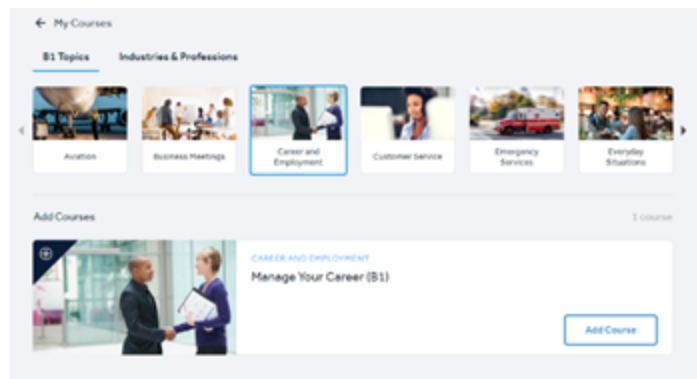 ← My Courses
B1 Topics Industries & Professions
Aviation
Business Meetings
Career and
Employment
Customer Service
Emergency
Services
Everyday
Situations
Add Courses 1 course
CAREER AND EMPLOYMENT
Manage Your Career (B1)
Add Course